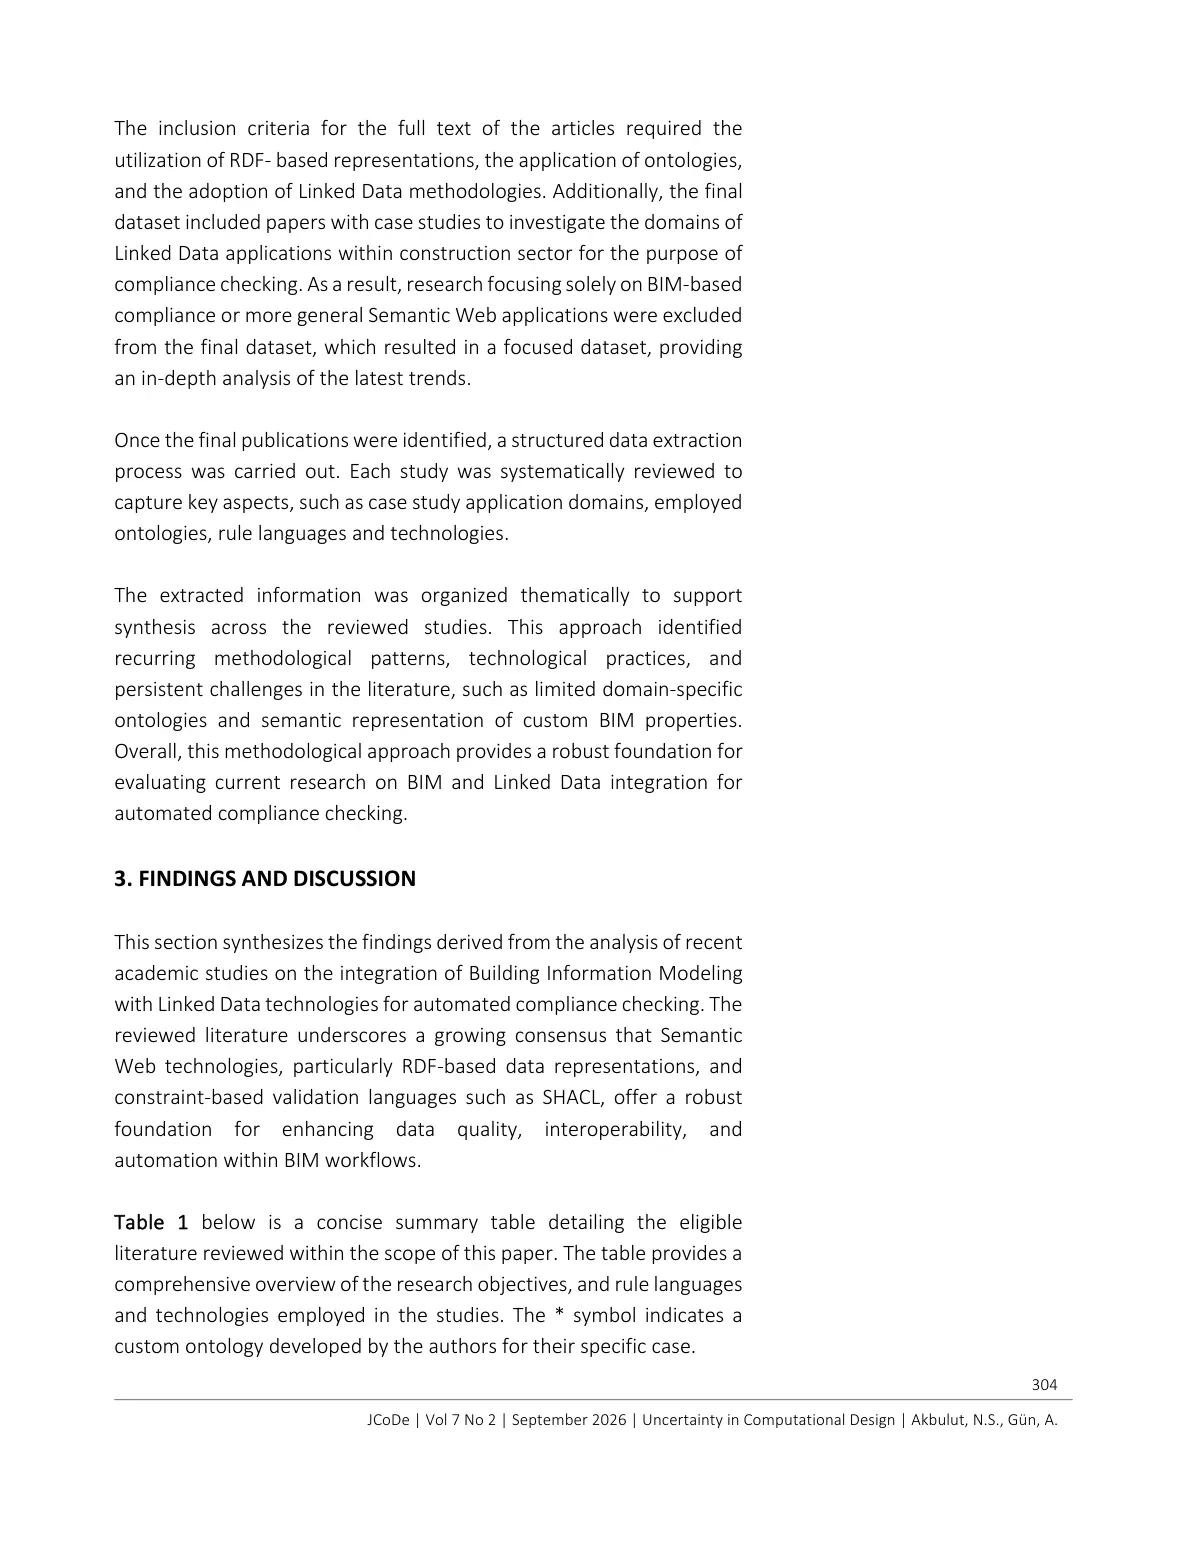 The inclusion criteria for the full text of the articles required the
utilization of RDF- based representations, the application of ontologies,
and the adoption of Linked Data methodologies. Additionally, the final
dataset included papers with case studies to investigate the domains of
Linked Data applications within construction sector for the purpose of
compliance checking. As a result, research focusing solely on BIM-based
compliance or more general Semantic Web applications were excluded
from the final dataset, which resulted in a focused dataset, providing
an in-depth analysis of the latest trends.
Once the final publications were identified, a structured data extraction
process was carried out. Each study was systematically reviewed to
capture key aspects, such as case study application domains, employed
ontologies, rule languages and technologies.
The extracted information was organized thematically to support
synthesis across the reviewed studies. This approach identified
recurring methodological patterns, technological practices, and
persistent challenges in the literature, such as limited domain-specific
ontologies and semantic representation of custom BIM properties.
Overall, this methodological approach provides a robust foundation for
evaluating current research on BIM and Linked Data integration for
automated compliance checking.
3. FINDINGS AND DISCUSSION
This section synthesizes the findings derived from the analysis of recent
academic studies on the integration of Building Information Modeling
with Linked Data technologies for automated compliance checking. The
reviewed literature underscores a growing consensus that Semantic
Web technologies, particularly RDF-based data representations, and
constraint-based validation languages such as SHACL, offer a robust
foundation for enhancing data quality, interoperability, and
automation within BIM workflows.
Table 1 below is a concise summary table detailing the eligible
literature reviewed within the scope of this paper. The table provides a
comprehensive overview of the research objectives, and rule languages
and technologies employed in the studies. The * symbol indicates a
custom ontology developed by the authors for their specific case.
304
JCoDe | Vol 7 No 2 | September 2026 | Uncertainty in Computational Design | Akbulut, N.S., Gün, A.